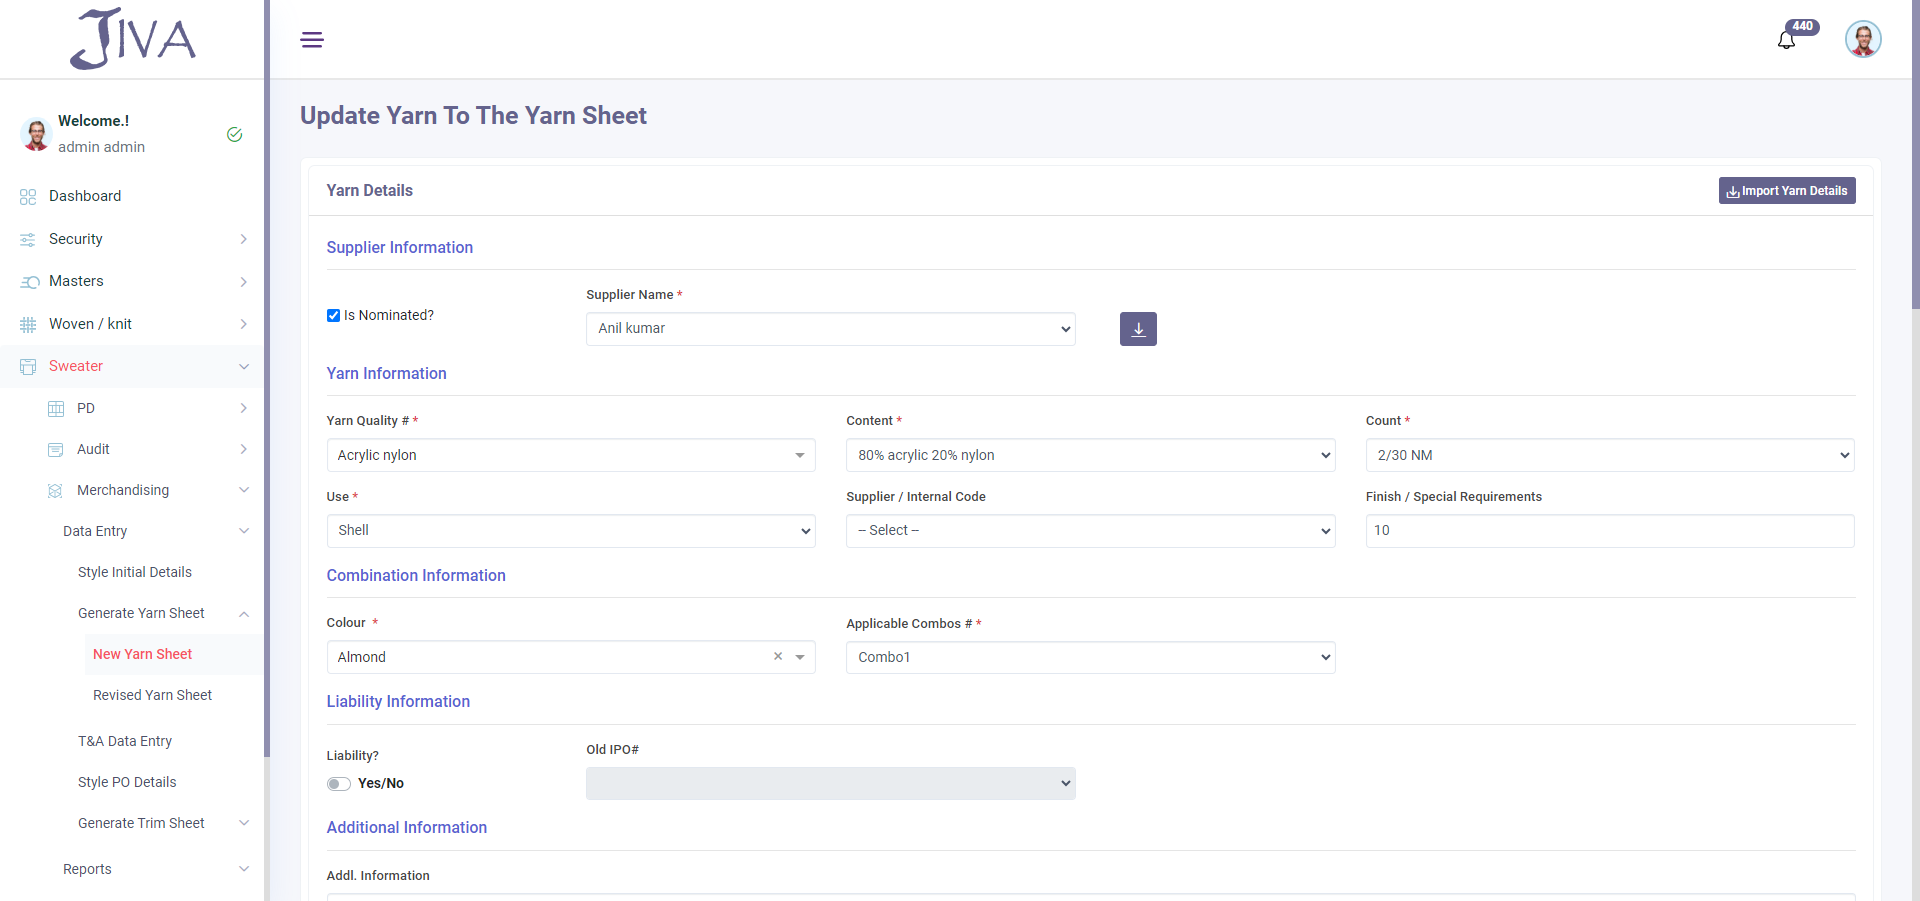 JIVA
440
Welcome.!
admin admin
Dashboard
Security
Masters
Woven / knit
Sweater
PD
Audit
Merchandising
Data Entry
Style Initial Details
Generate Yarn Sheet
New Yarn Sheet
Revised Yarn Sheet
T&A Data Entry
Style PO Details
Generate Trim Sheet
Reports
Update Yarn To The Yarn Sheet
Yarn Details
Import Yarn Details
Supplier Information
Is Nominated?
Supplier Name *
Anil kumar
Yarn Information
Yarn Quality # *
Content *
Count *
Acrylic nylon
80% acrylic 20% nylon
2/30 NM
Use *
Supplier / Internal Code
Finish / Special Requirements
Shell
-- Select --
10
Combination Information
Colour *
Applicable Combos # *
Almond
Combo1
Liability Information
Liability?
Old IPO#
Yes/No
Additional Information
Addl. Information